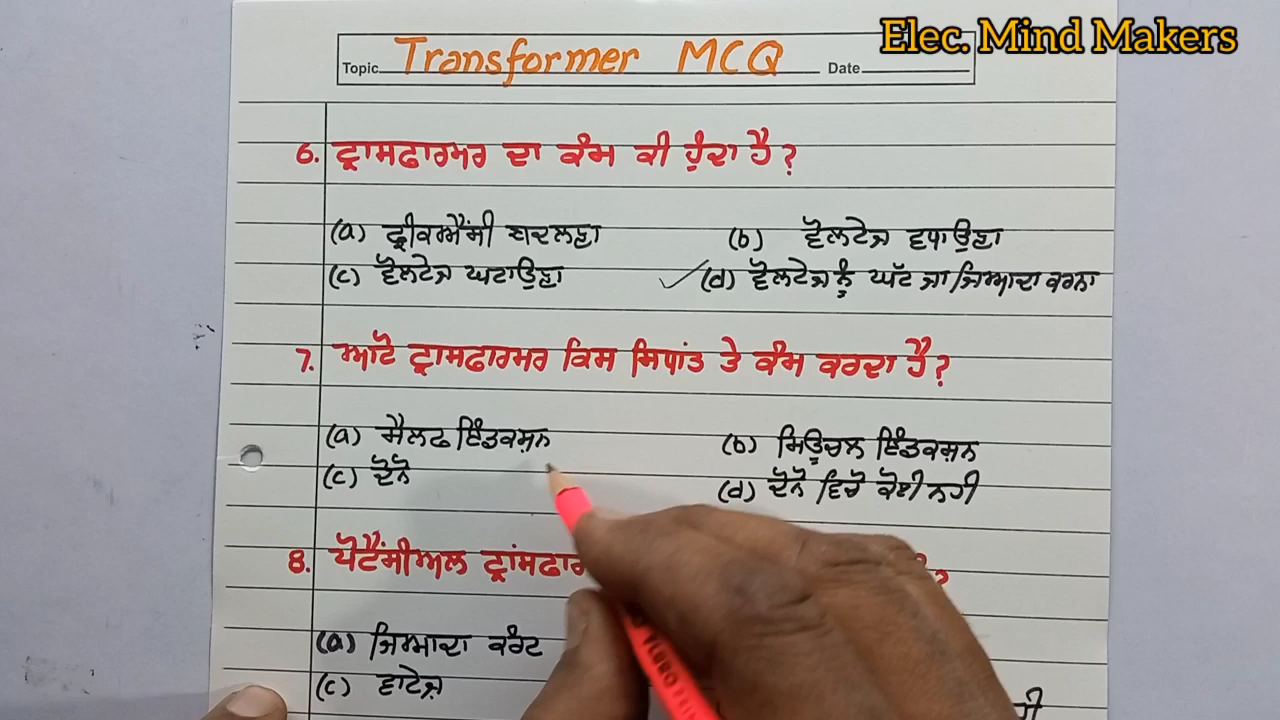 Elec. Mind Makers
Topic Transformer MCQ Date
6. ਟ੍ਰਾਸਫਾਰਮਰ ਦਾ ਕੰਮ ਕੀ ਹੁੰਦਾ ਹੈ?
(a) ਫ੍ਰੀਕਐਂਸੀ ਬਦਲਣਾ (b) ਵੋਲਟੇਜ ਵਧਾਉਣਾ
(c) ਵੋਲਟੇਜ ਘਟਾਉਣਾ ✓(d) ਵੋਲਟੇਜ ਨੂੰ ਘੱਟ ਜਾ ਜਿਆਦਾ ਕਰਨਾ
7. ਆਟੋ ਟ੍ਰਾਸਫਾਰਮਰ ਕਿਸ ਸਿਧਾਂਤ ਤੇ ਕੰਮ ਕਰਦਾ ਹੈ?
(a) ਸੈਲਫ ਇੰਡਕਸ਼ਨ (b) ਮਿਊਚਲ ਇੰਡਕਸ਼ਨ
(c) ਦੋਨੋ (d) ਦੋਨੋ ਵਿਚੋ ਕੋਈ ਨਹੀ
8. ਪੋਟੈਂਸੀਅਲ
(a) ਜਿਆਦਾ ਕਰੰਟ
(c) ਵਾਟੇਜ਼